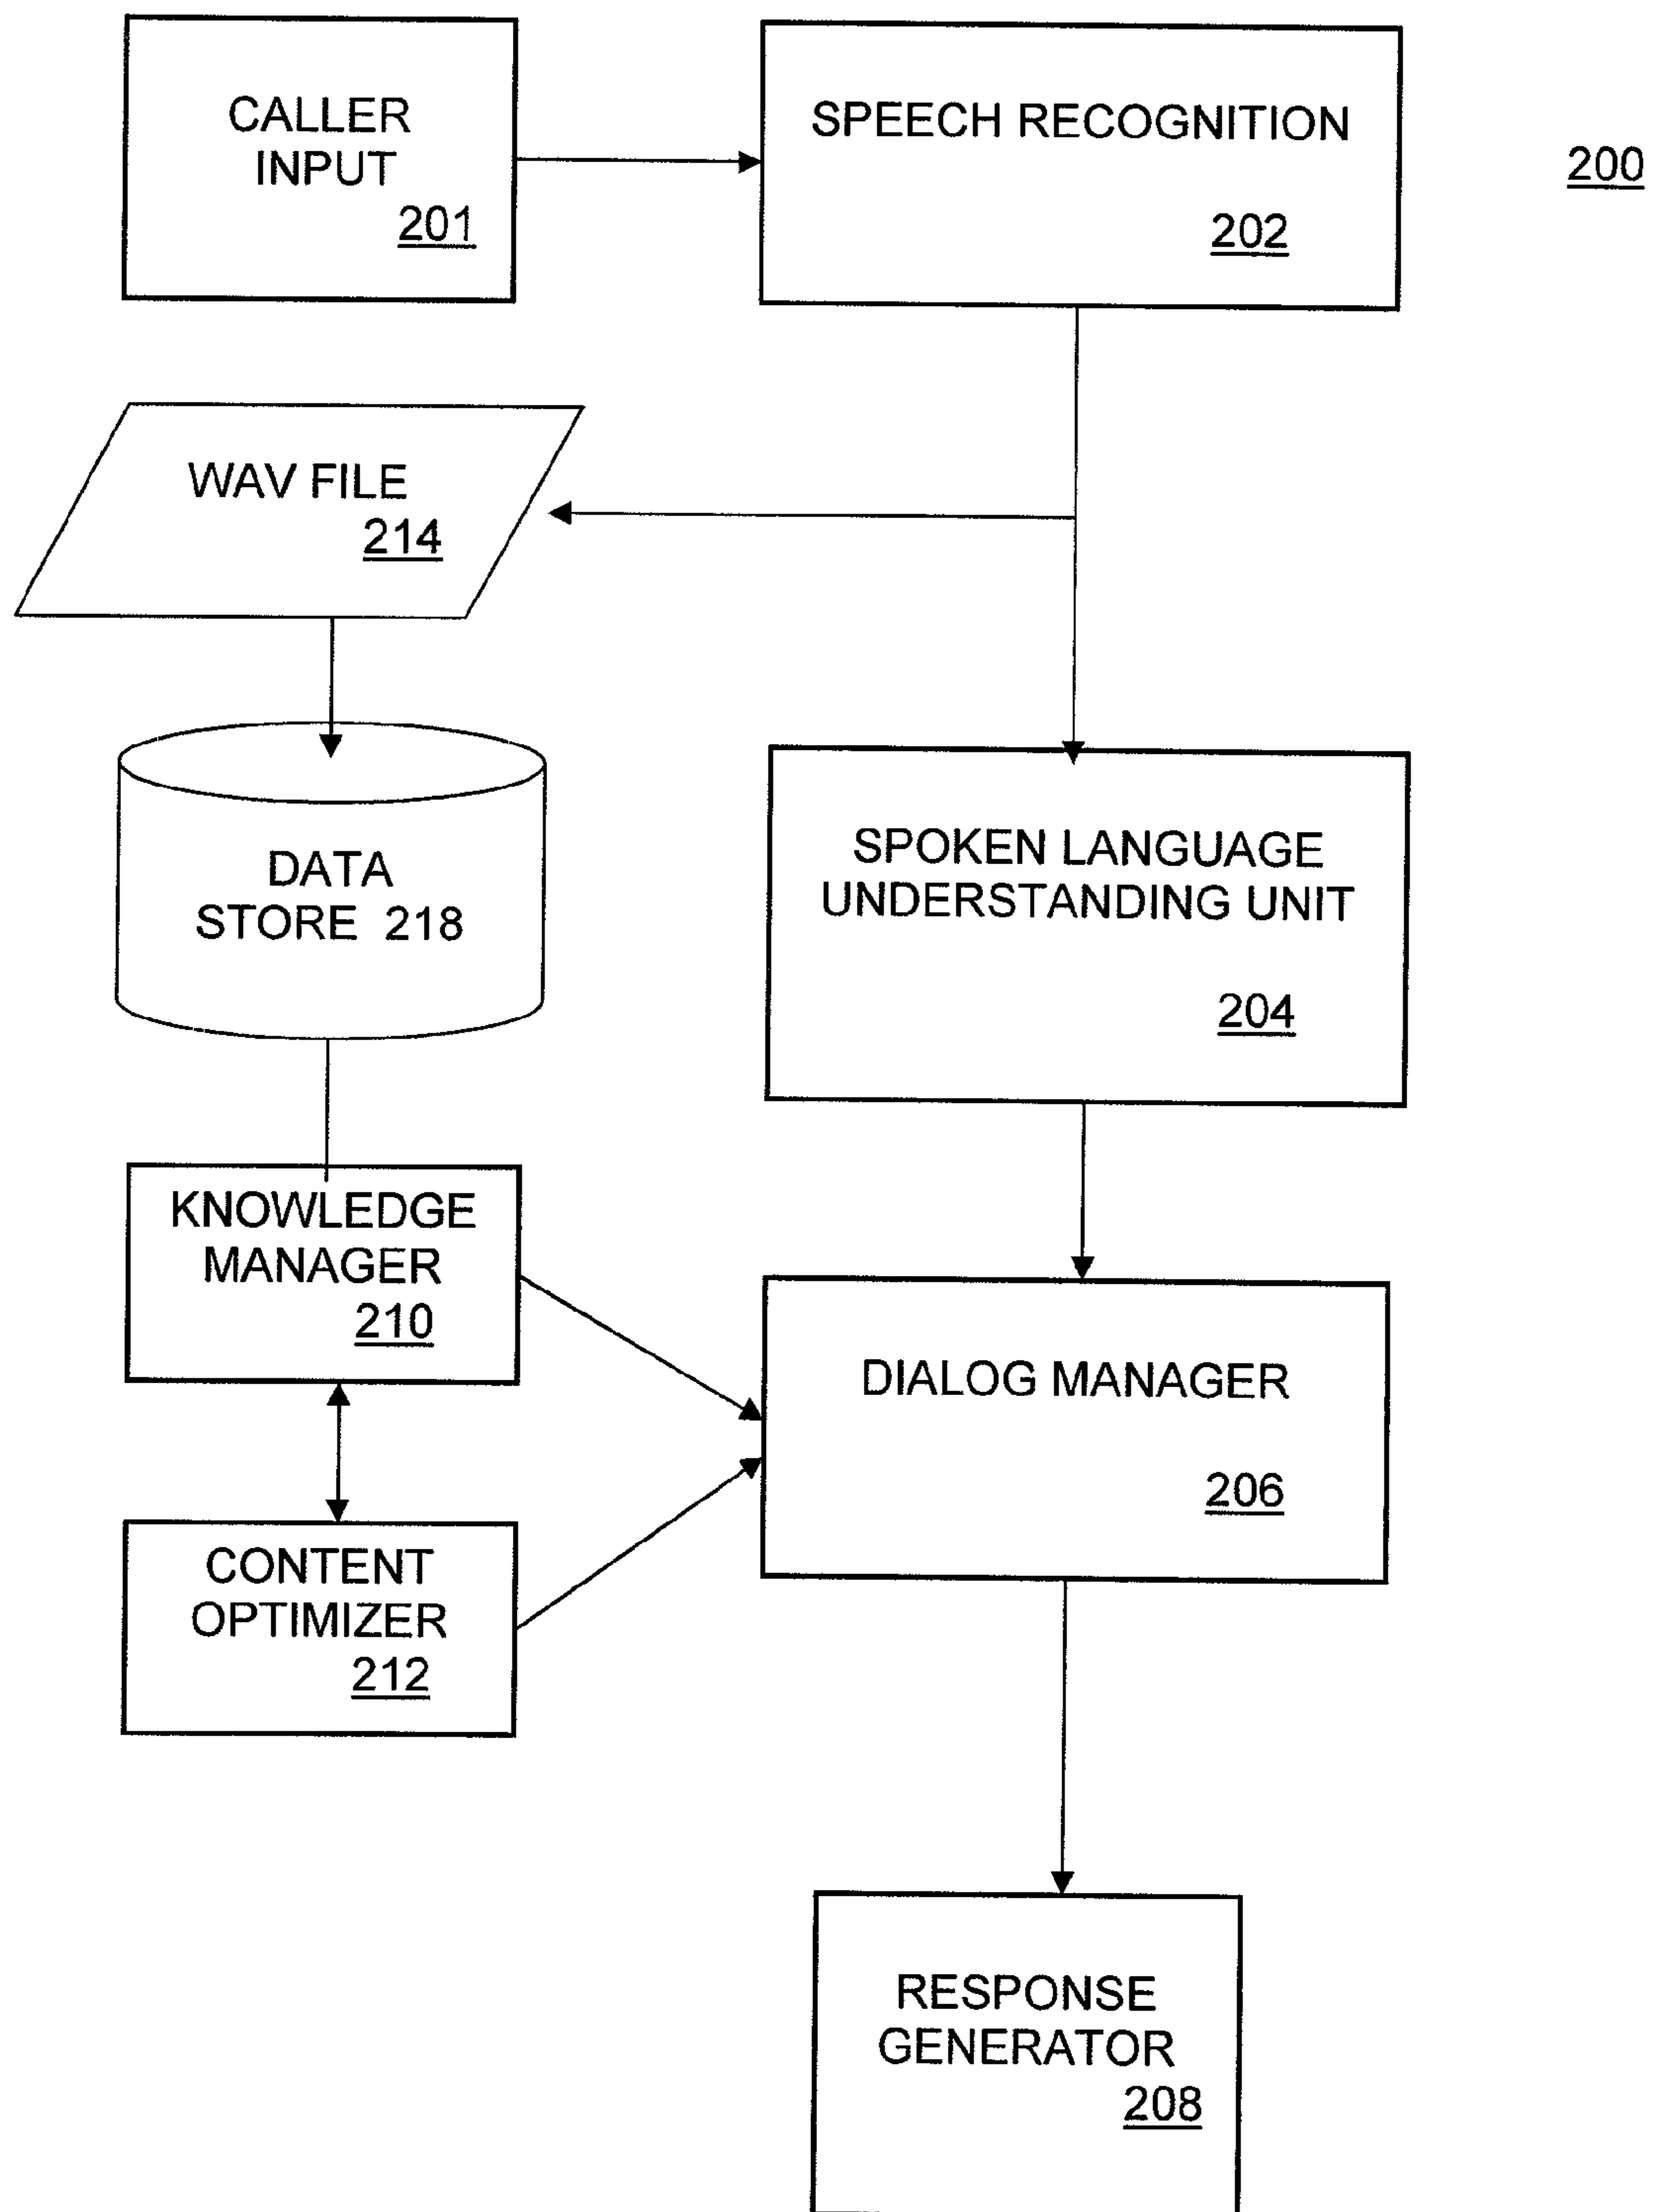 CALLER
INPUT
201
SPEECH RECOGNITION
202
200
WAV FILE
214
DATA
STORE 218
SPOKEN LANGUAGE
UNDERSTANDING UNIT
204
KNOWLEDGE
MANAGER
210
DIALOG MANAGER
206
CONTENT
OPTIMIZER
212
RESPONSE
GENERATOR
208